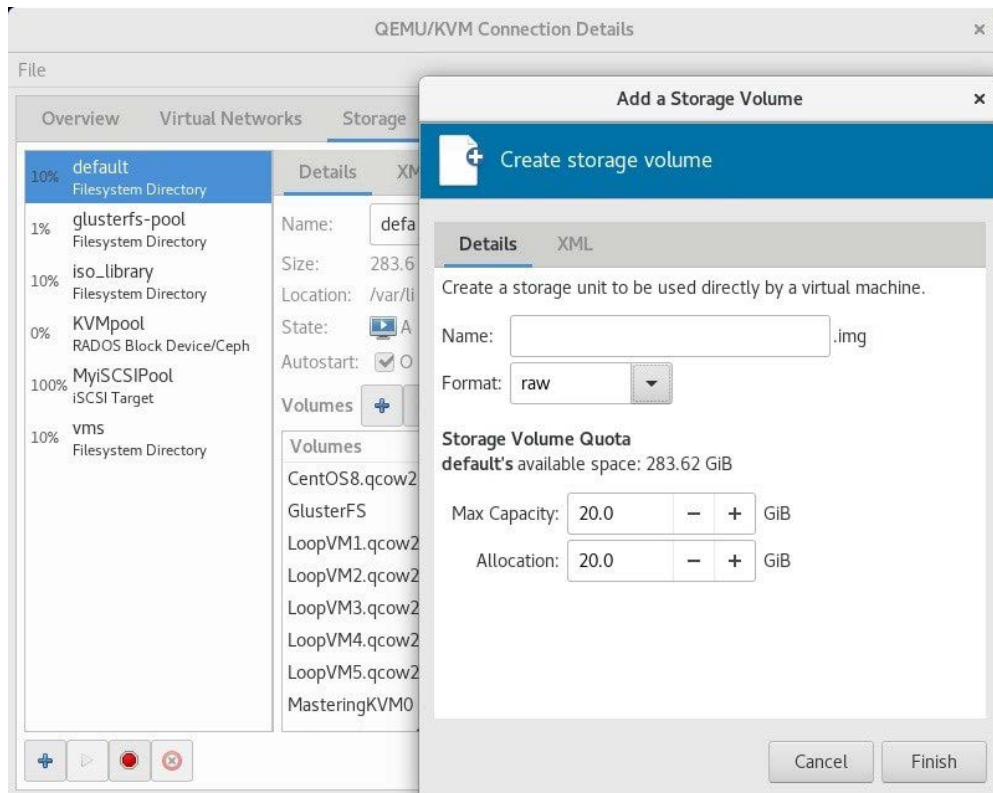 QEMU/KVM Connection Details
File
Overview Virtual Networks Storage
10% default
Filesystem Directory
1% glusterfs-pool
Filesystem Directory
10% iso_library
Filesystem Directory
0% KVMpool
RADOS Block Device/Ceph
100% MyiSCSIPool
iSCSI Target
10% vms
Filesystem Directory
Details XM
Name: defa
Size: 283.6
Location: /var/li
State: A
Autostart: O
Volumes
Volumes
CentOS8.qcow2
GlusterFS
LoopVM1.qcow2
LoopVM2.qcow2
LoopVM3.qcow2
LoopVM4.qcow2
LoopVM5.qcow2
MasteringKVM0
Add a Storage Volume
Create storage volume
Details XML
Create a storage unit to be used directly by a virtual machine.
Name: .img
Format: raw
Storage Volume Quota
default's available space: 283.62 GiB
Max Capacity: 20.0 − + GiB
Allocation: 20.0 − + GiB
Cancel Finish